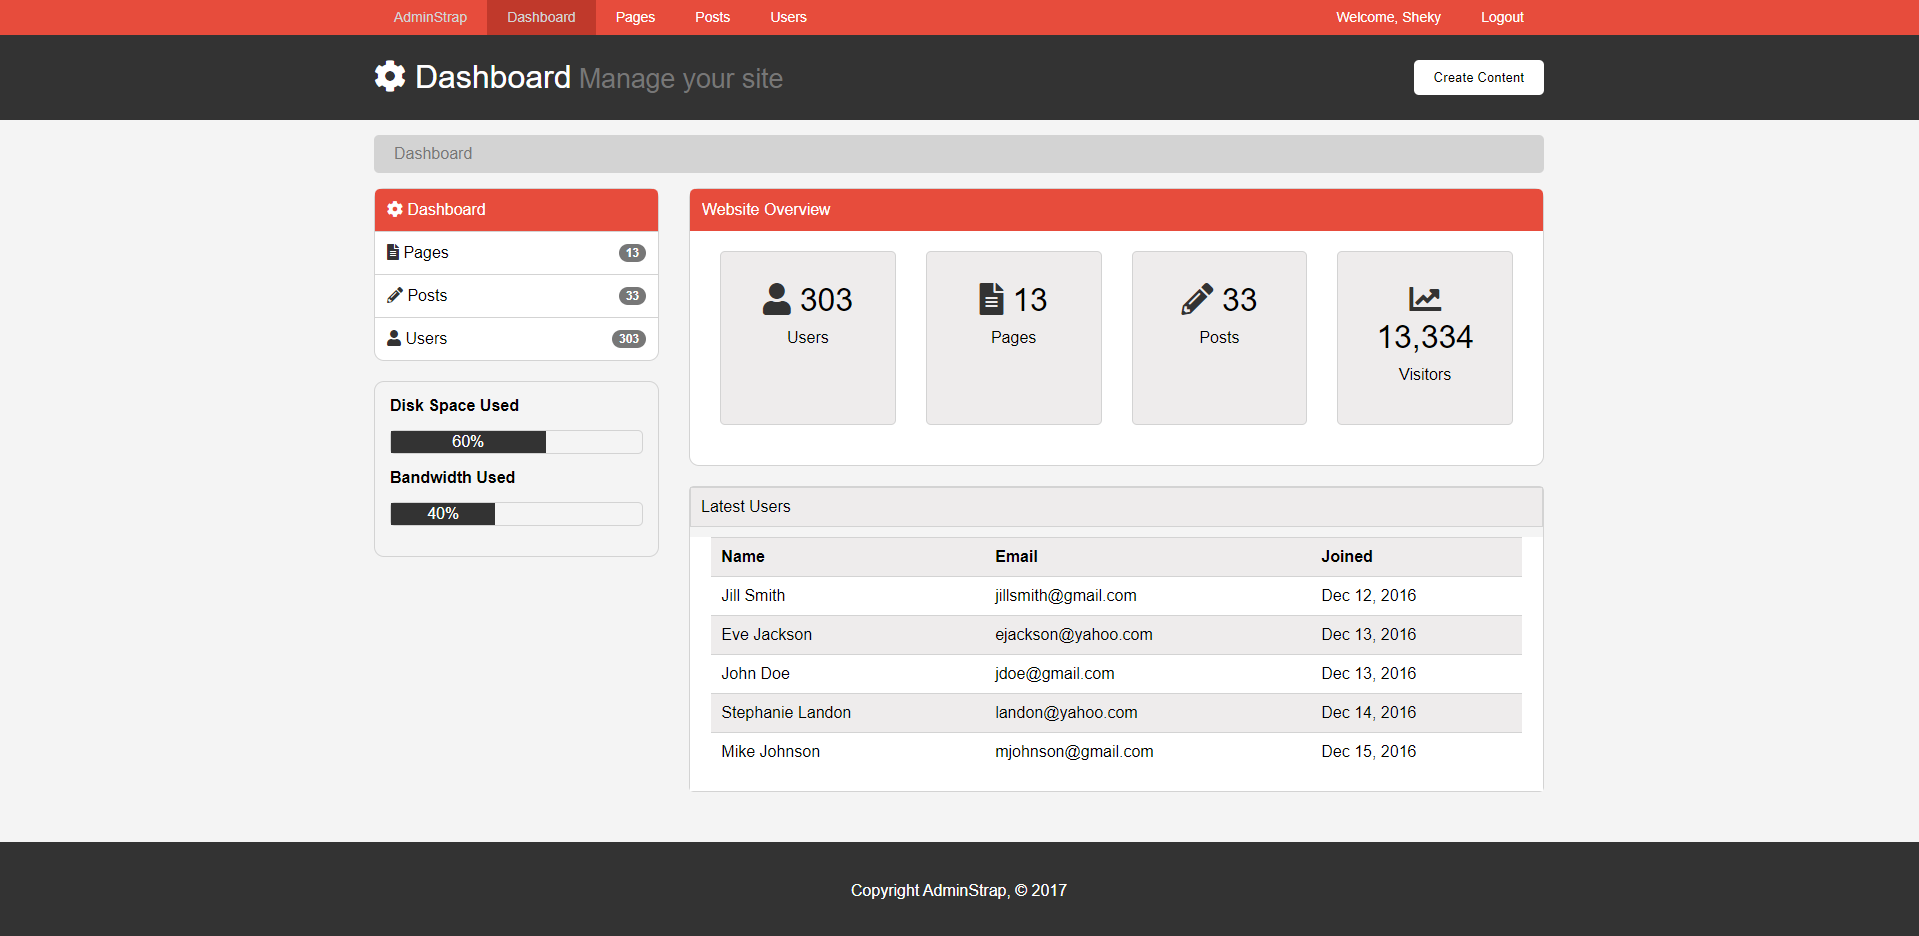 AdminStrap Dashboard Pages Posts Users Welcome, Sheky Logout
Dashboard Manage your site
Create Content
Dashboard
Dashboard
Pages 13
Posts 33
Users 303
Disk Space Used
60%
Bandwidth Used
40%
Website Overview
303
Users
13
Pages
33
Posts
13,334
Visitors
Latest Users
Name Email Joined
Jill Smith jillsmith@gmail.com Dec 12, 2016
Eve Jackson ejackson@yahoo.com Dec 13, 2016
John Doe jdoe@gmail.com Dec 13, 2016
Stephanie Landon landon@yahoo.com Dec 14, 2016
Mike Johnson mjohnson@gmail.com Dec 15, 2016
Copyright AdminStrap, © 2017